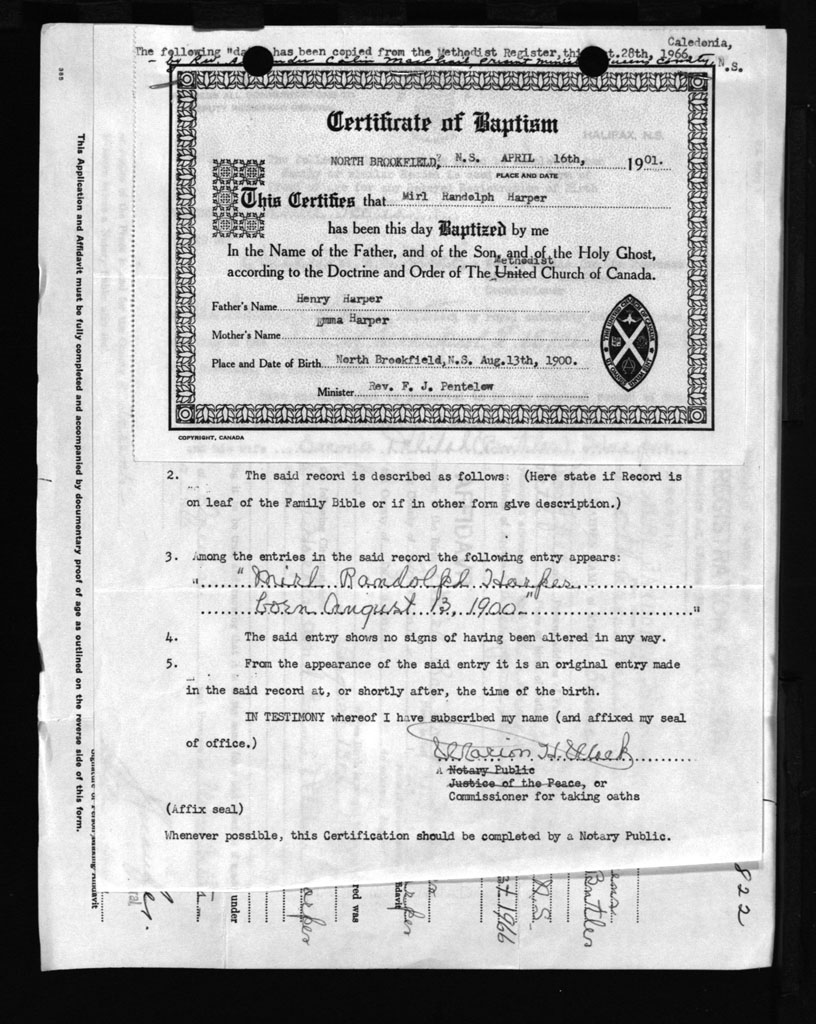 Caledonia,
The following "da has been copied from the Methodist Register, this t. 28th, 1966,
N.S.
Certificate of Baptism
NORTH BROOKFIELD, N.S. APRIL 16th, 1901.
PLACE AND DATE
This Certifies that Mirl Randolph Harper
has been this day Baptized by me
In the Name of the Father, and of the Son, and of the Holy Ghost,
Methodist
according to the Doctrine and Order of The United Church of Canada.
Father's Name Henry Harper
Emma Harper
Mother's Name
Place and Date of Birth North Brookfield, N.S. Aug. 13th, 1900.
Minister Rev. F. J. Pentelow
COPYRIGHT, CANADA
2. The said record is described as follows: (Here state if Record is
on leaf of the Family Bible or if in other form give description.)
3. Among the entries in the said record the following entry appears:
" "Mirl Randolph Harper
born August 13, 1900" "
4. The said entry shows no signs of having been altered in any way.
5. From the appearance of the said entry it is an original entry made
in the said record at, or shortly after, the time of the birth.
IN TESTIMONY whereof I have subscribed my name (and affixed my seal
of office.)
Marion H.
A Notary Public
Justice of the Peace, or
Commissioner for taking oaths
(Affix seal)
Whenever possible, this Certification should be completed by a Notary Public.
This Application and Affidavit must be fully completed and accompanied by documentary proof of age as outlined on the reverse side of this form.
385
HALIFAX, N.S.
under
arper
red was
arper
N.S.
1966
822